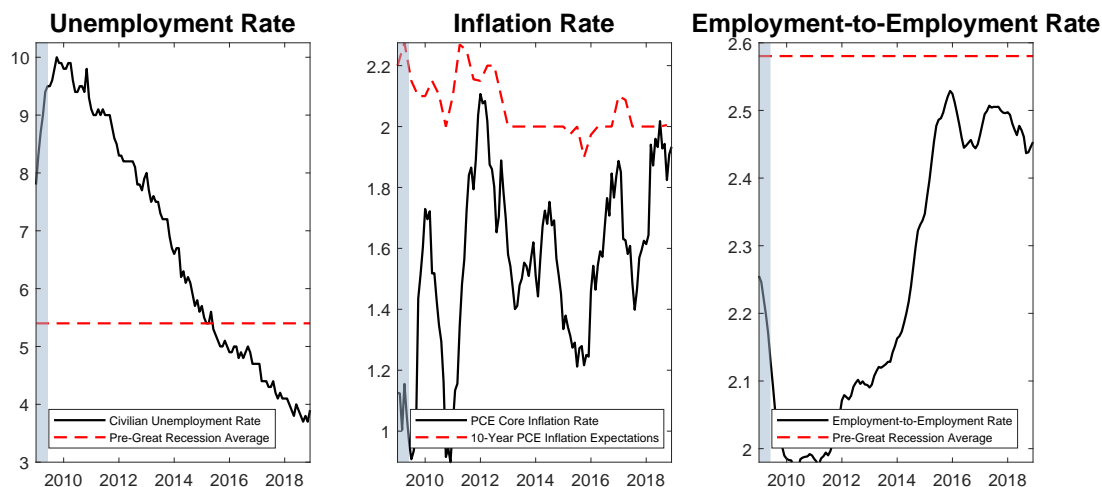 Unemployment Rate
10
9
8
7
6
5
4
3
2010 2012 2014 2016 2018
Civilian Unemployment Rate
Pre-Great Recession Average
Inflation Rate
2.2
2
1.8
1.6
1.4
1.2
1
2010 2012 2014 2016 2018
PCE Core Inflation Rate
10-Year PCE Inflation Expectations
Employment-to-Employment Rate
2.6
2.5
2.4
2.3
2.2
2.1
2
2010 2012 2014 2016 2018
Employment-to-Employment Rate
Pre-Great Recession Average